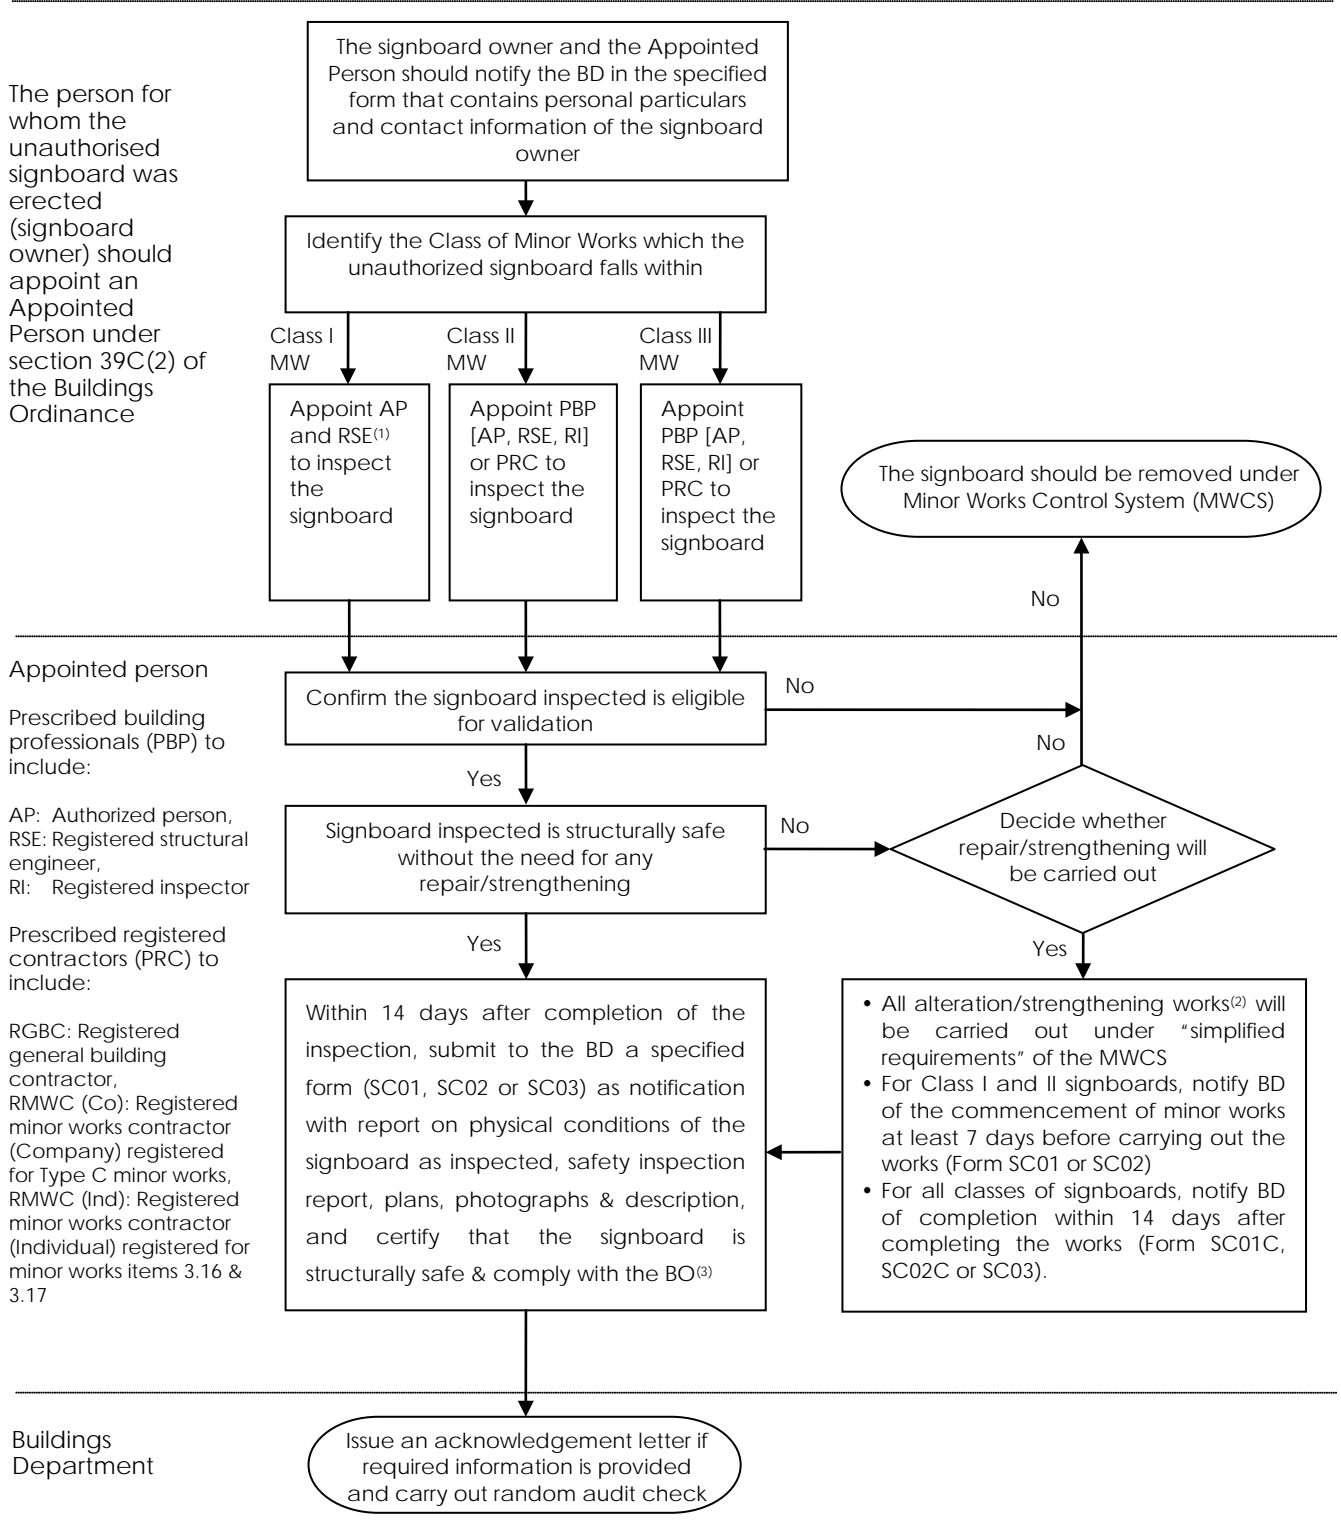 The person for
whom the
unauthorised
signboard was
erected
(signboard
owner) should
appoint an
Appointed
Person under
section 39C(2) of
the Buildings
Ordinance
The signboard owner and the Appointed
Person should notify the BD in the specified
form that contains personal particulars
and contact information of the signboard
owner
Identify the Class of Minor Works which the
unauthorized signboard falls within
Class I
MW
Class II
MW
Class III
MW
Appoint AP
and RSE(1)
to inspect
the
signboard
Appoint PBP
[AP, RSE, RI]
or PRC to
inspect the
signboard
Appoint
PBP [AP,
RSE, RI] or
PRC to
inspect the
signboard
The signboard should be removed under
Minor Works Control System (MWCS)
No
Appointed person
Prescribed building
professionals (PBP) to
include:
AP: Authorized person,
RSE: Registered structural
engineer,
RI: Registered inspector
Prescribed registered
contractors (PRC) to
include:
RGBC: Registered
general building
contractor,
RMWC (Co): Registered
minor works contractor
(Company) registered
for Type C minor works,
RMWC (Ind): Registered
minor works contractor
(Individual) registered for
minor works items 3.16 &
3.17
Confirm the signboard inspected is eligible
for validation
No
No
Yes
Signboard inspected is structurally safe
without the need for any
repair/strengthening
No
Decide whether
repair/strengthening will
be carried out
Yes
Yes
Within 14 days after completion of the
inspection, submit to the BD a specified
form (SC01, SC02 or SC03) as notification
with report on physical conditions of the
signboard as inspected, safety inspection
report, plans, photographs & description,
and certify that the signboard is
structurally safe & comply with the BO(3)
• All alteration/strengthening works(2) will
be carried out under “simplified
requirements” of the MWCS
• For Class I and II signboards, notify BD
of the commencement of minor works
at least 7 days before carrying out the
works (Form SC01 or SC02)
• For all classes of signboards, notify BD
of completion within 14 days after
completing the works (Form SC01C,
SC02C or SC03).
Buildings
Department
Issue an acknowledgement letter if
required information is provided
and carry out random audit check